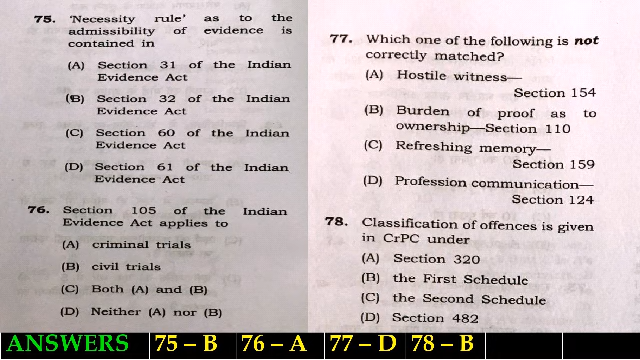 75. 'Necessity rule' as to the
admissibility of evidence is
contained in
(A) Section 31 of the Indian
Evidence Act
(B) Section 32 of the Indian
Evidence Act
(C) Section 60 of the Indian
Evidence Act
(D) Section 61 of the Indian
Evidence Act
76. Section 105 of the Indian
Evidence Act applies to
(A) criminal trials
(B) civil trials
(C) Both (A) and (B)
(D) Neither (A) nor (B)
77. Which one of the following is not
correctly matched?
(A) Hostile witness—
Section 154
(B) Burden of proof as to
ownership—Section 110
(C) Refreshing memory—
Section 159
(D) Profession communication—
Section 124
78. Classification of offences is given
in CrPC under
(A) Section 320
(B) the First Schedule
(C) the Second Schedule
(D) Section 482
ANSWERS 75 – B 76 – A 77 – D 78 – B